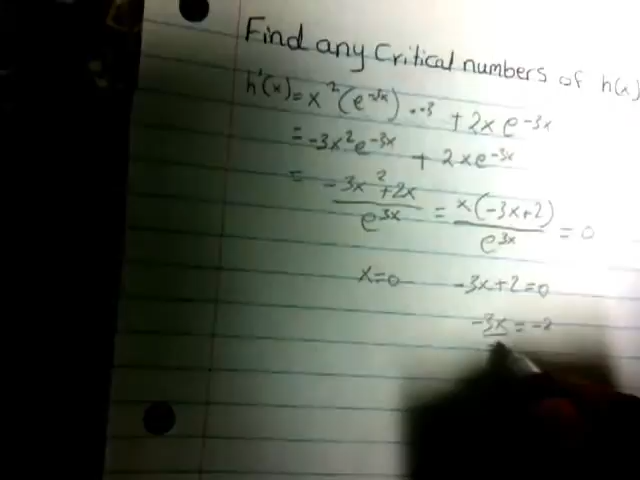 Find any Critical numbers of h(x)
h'(x) = x²(e^-3x) · -3 + 2x e^-3x
= -3x²e^-3x + 2xe^-3x
= -3x²+2x / e^3x = x(-3x+2) / e^3x = 0
x=0 -3x+2=0
-3x = -2